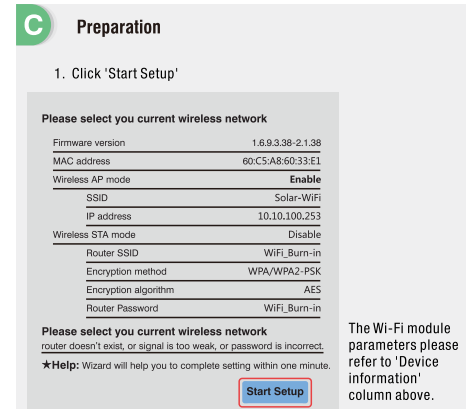 C
Preparation
1. Click 'Start Setup'
Please select you current wireless network
Firmware version 1.6.9.3.38-2.1.38
MAC address 60:C5:A8:60:33:E1
Wireless AP mode Enable
SSID Solar-WiFi
IP address 10.10.100.253
Wireless STA mode Disable
Router SSID WiFi_Burn-in
Encryption method WPA/WPA2-PSK
Encryption algorithm AES
Router Password WiFi_Burn-in
Please select you current wireless network
router doesn't exist, or signal is too weak, or password is incorrect.
★Help: Wizard will help you to complete setting within one minute.
Start Setup
The Wi-Fi module
parameters please
refer to 'Device
information'
column above.